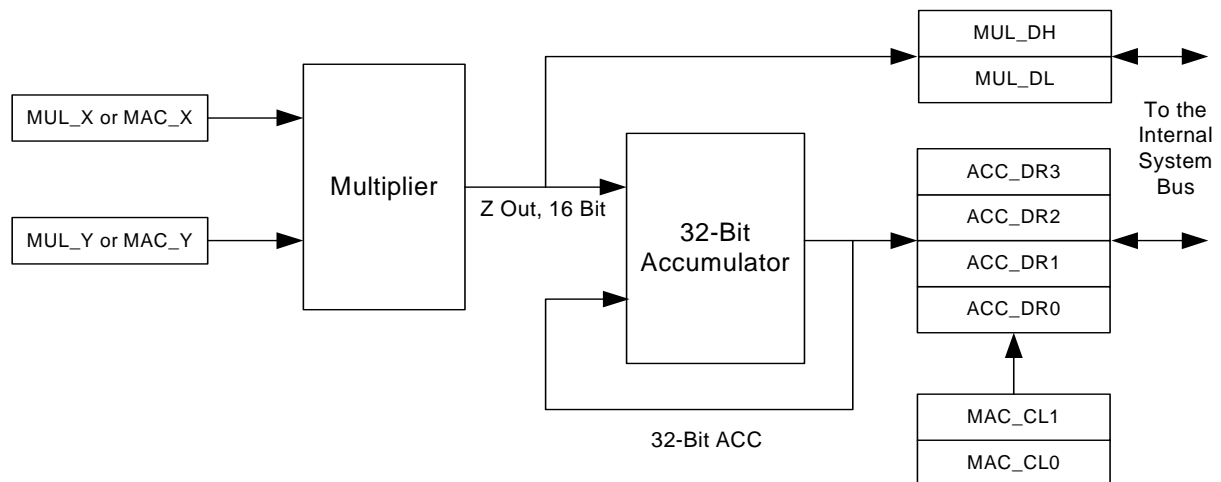 MUL_DH
MUL_DL
MUL_X or MAC_X
MUL_Y or MAC_Y
Multiplier
Z Out, 16 Bit
32-Bit
Accumulator
32-Bit ACC
To the
Internal
System
Bus
ACC_DR3
ACC_DR2
ACC_DR1
ACC_DR0
MAC_CL1
MAC_CL0